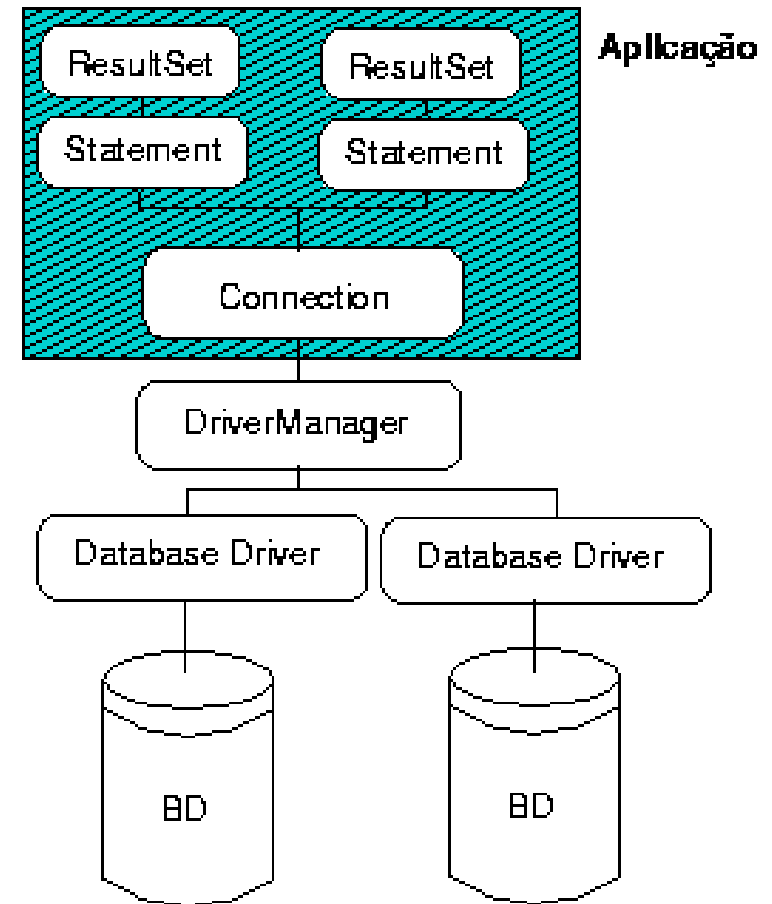 Aplicação
ResultSet
ResultSet
Statement
Statement
Connection
DriverManager
Database Driver
Database Driver
BD
BD